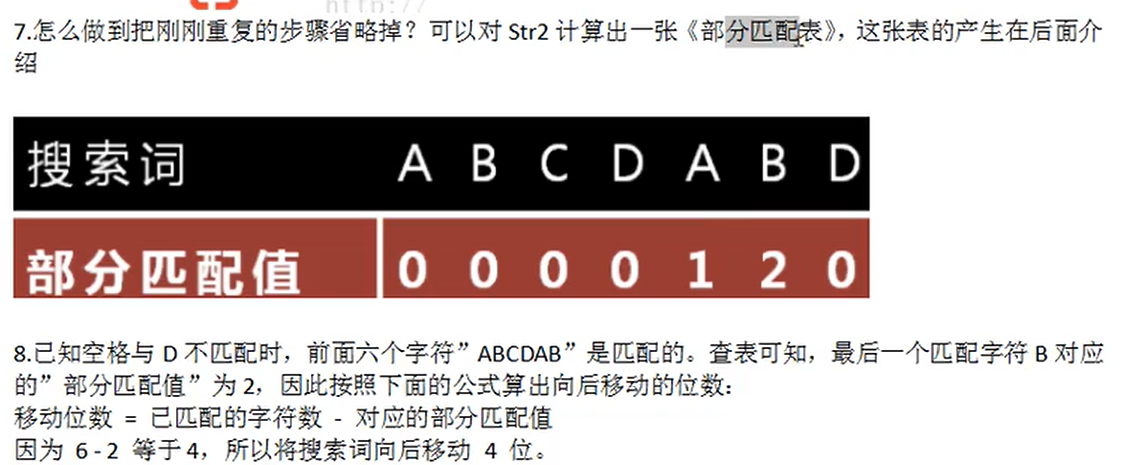 http://
7.怎么做到把刚刚重复的步骤省略掉？可以对 Str2 计算出一张《部分匹配表》，这张表的产生在后面介
绍
搜索词 A B C D A B D
部分匹配值 0 0 0 0 1 2 0
8.已知空格与 D 不匹配时，前面六个字符”ABCDAB”是匹配的。查表可知，最后一个匹配字符 B 对应
的”部分匹配值”为 2，因此按照下面的公式算出向后移动的位数：
移动位数 = 已匹配的字符数 - 对应的部分匹配值
因为 6 - 2 等于 4，所以将搜索词向后移动 4 位。